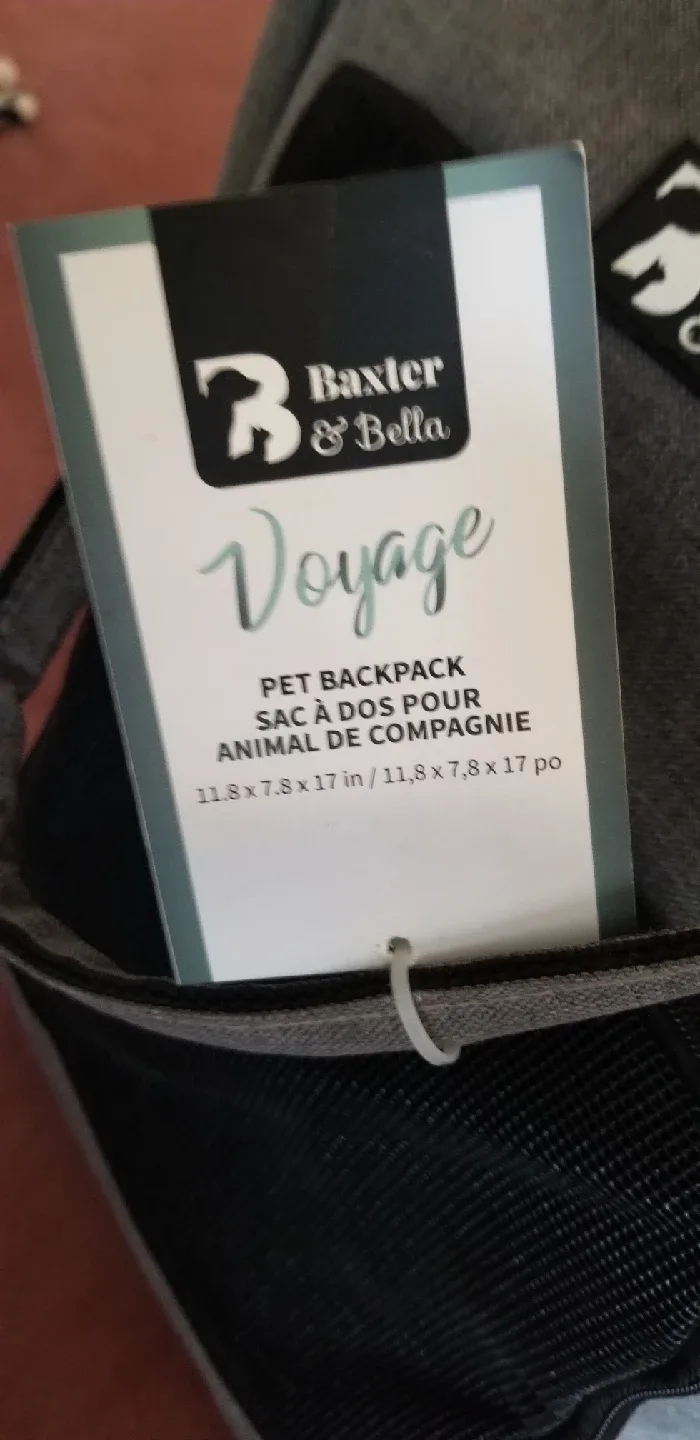 Baxter
& Bella
Voyage
PET BACKPACK
SAC À DOS POUR
ANIMAL DE COMPAGNIE
11.8 x 7.8 x 17 in / 11,8 x 7,8 x 17 po